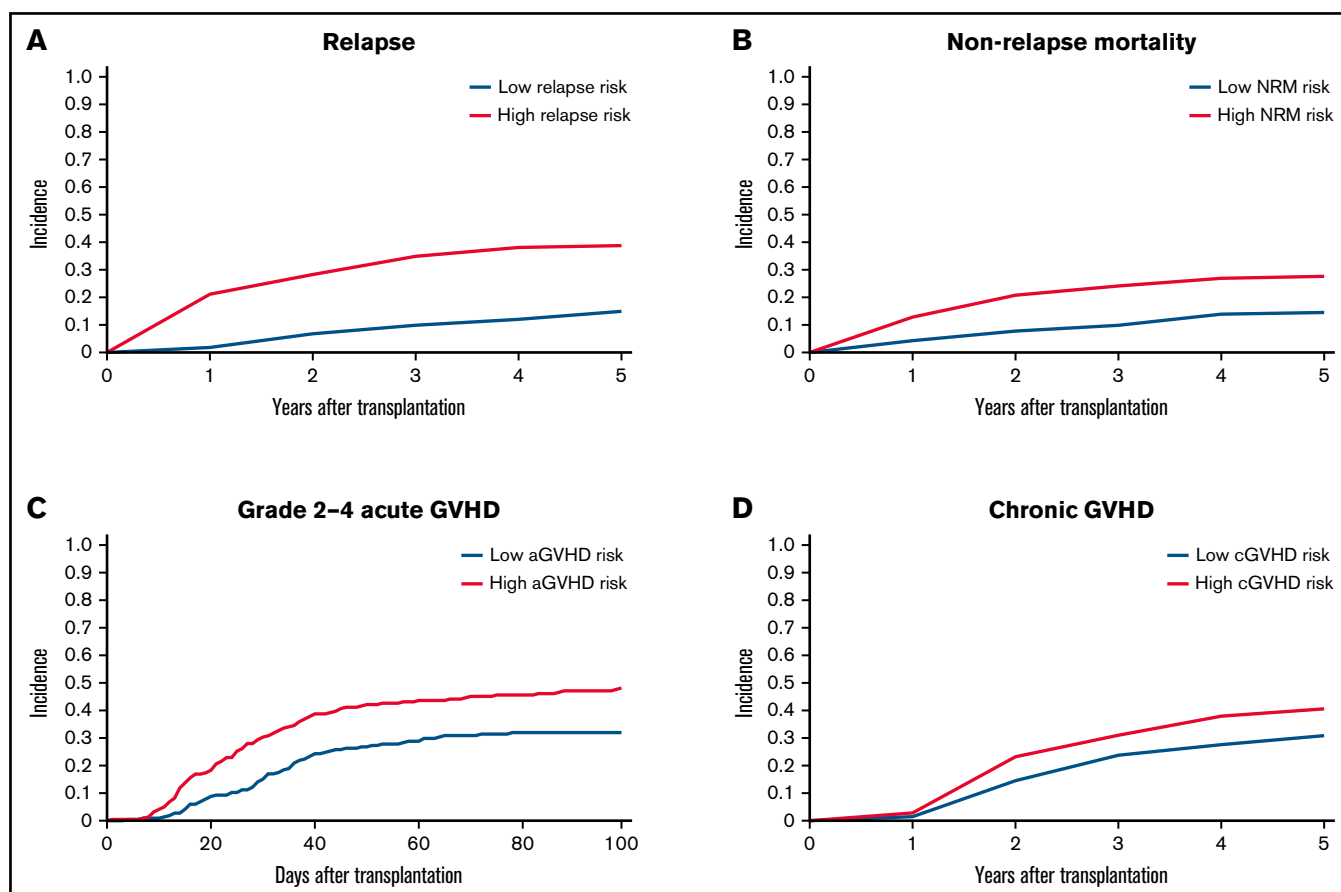 A
Relapse
Low relapse risk
High relapse risk
1.0
0.9
0.8
0.7
0.6
0.5
0.4
0.3
0.2
0.1
0
Incidence
0 1 2 3 4 5
Years after transplantation
B
Non-relapse mortality
Low NRM risk
High NRM risk
1.0
0.9
0.8
0.7
0.6
0.5
0.4
0.3
0.2
0.1
0
Incidence
0 1 2 3 4 5
Years after transplantation
C
Grade 2–4 acute GVHD
Low aGVHD risk
High aGVHD risk
1.0
0.9
0.8
0.7
0.6
0.5
0.4
0.3
0.2
0.1
0
Incidence
0 20 40 60 80 100
Days after transplantation
D
Chronic GVHD
Low cGVHD risk
High cGVHD risk
1.0
0.9
0.8
0.7
0.6
0.5
0.4
0.3
0.2
0.1
0
Incidence
0 1 2 3 4 5
Years after transplantation